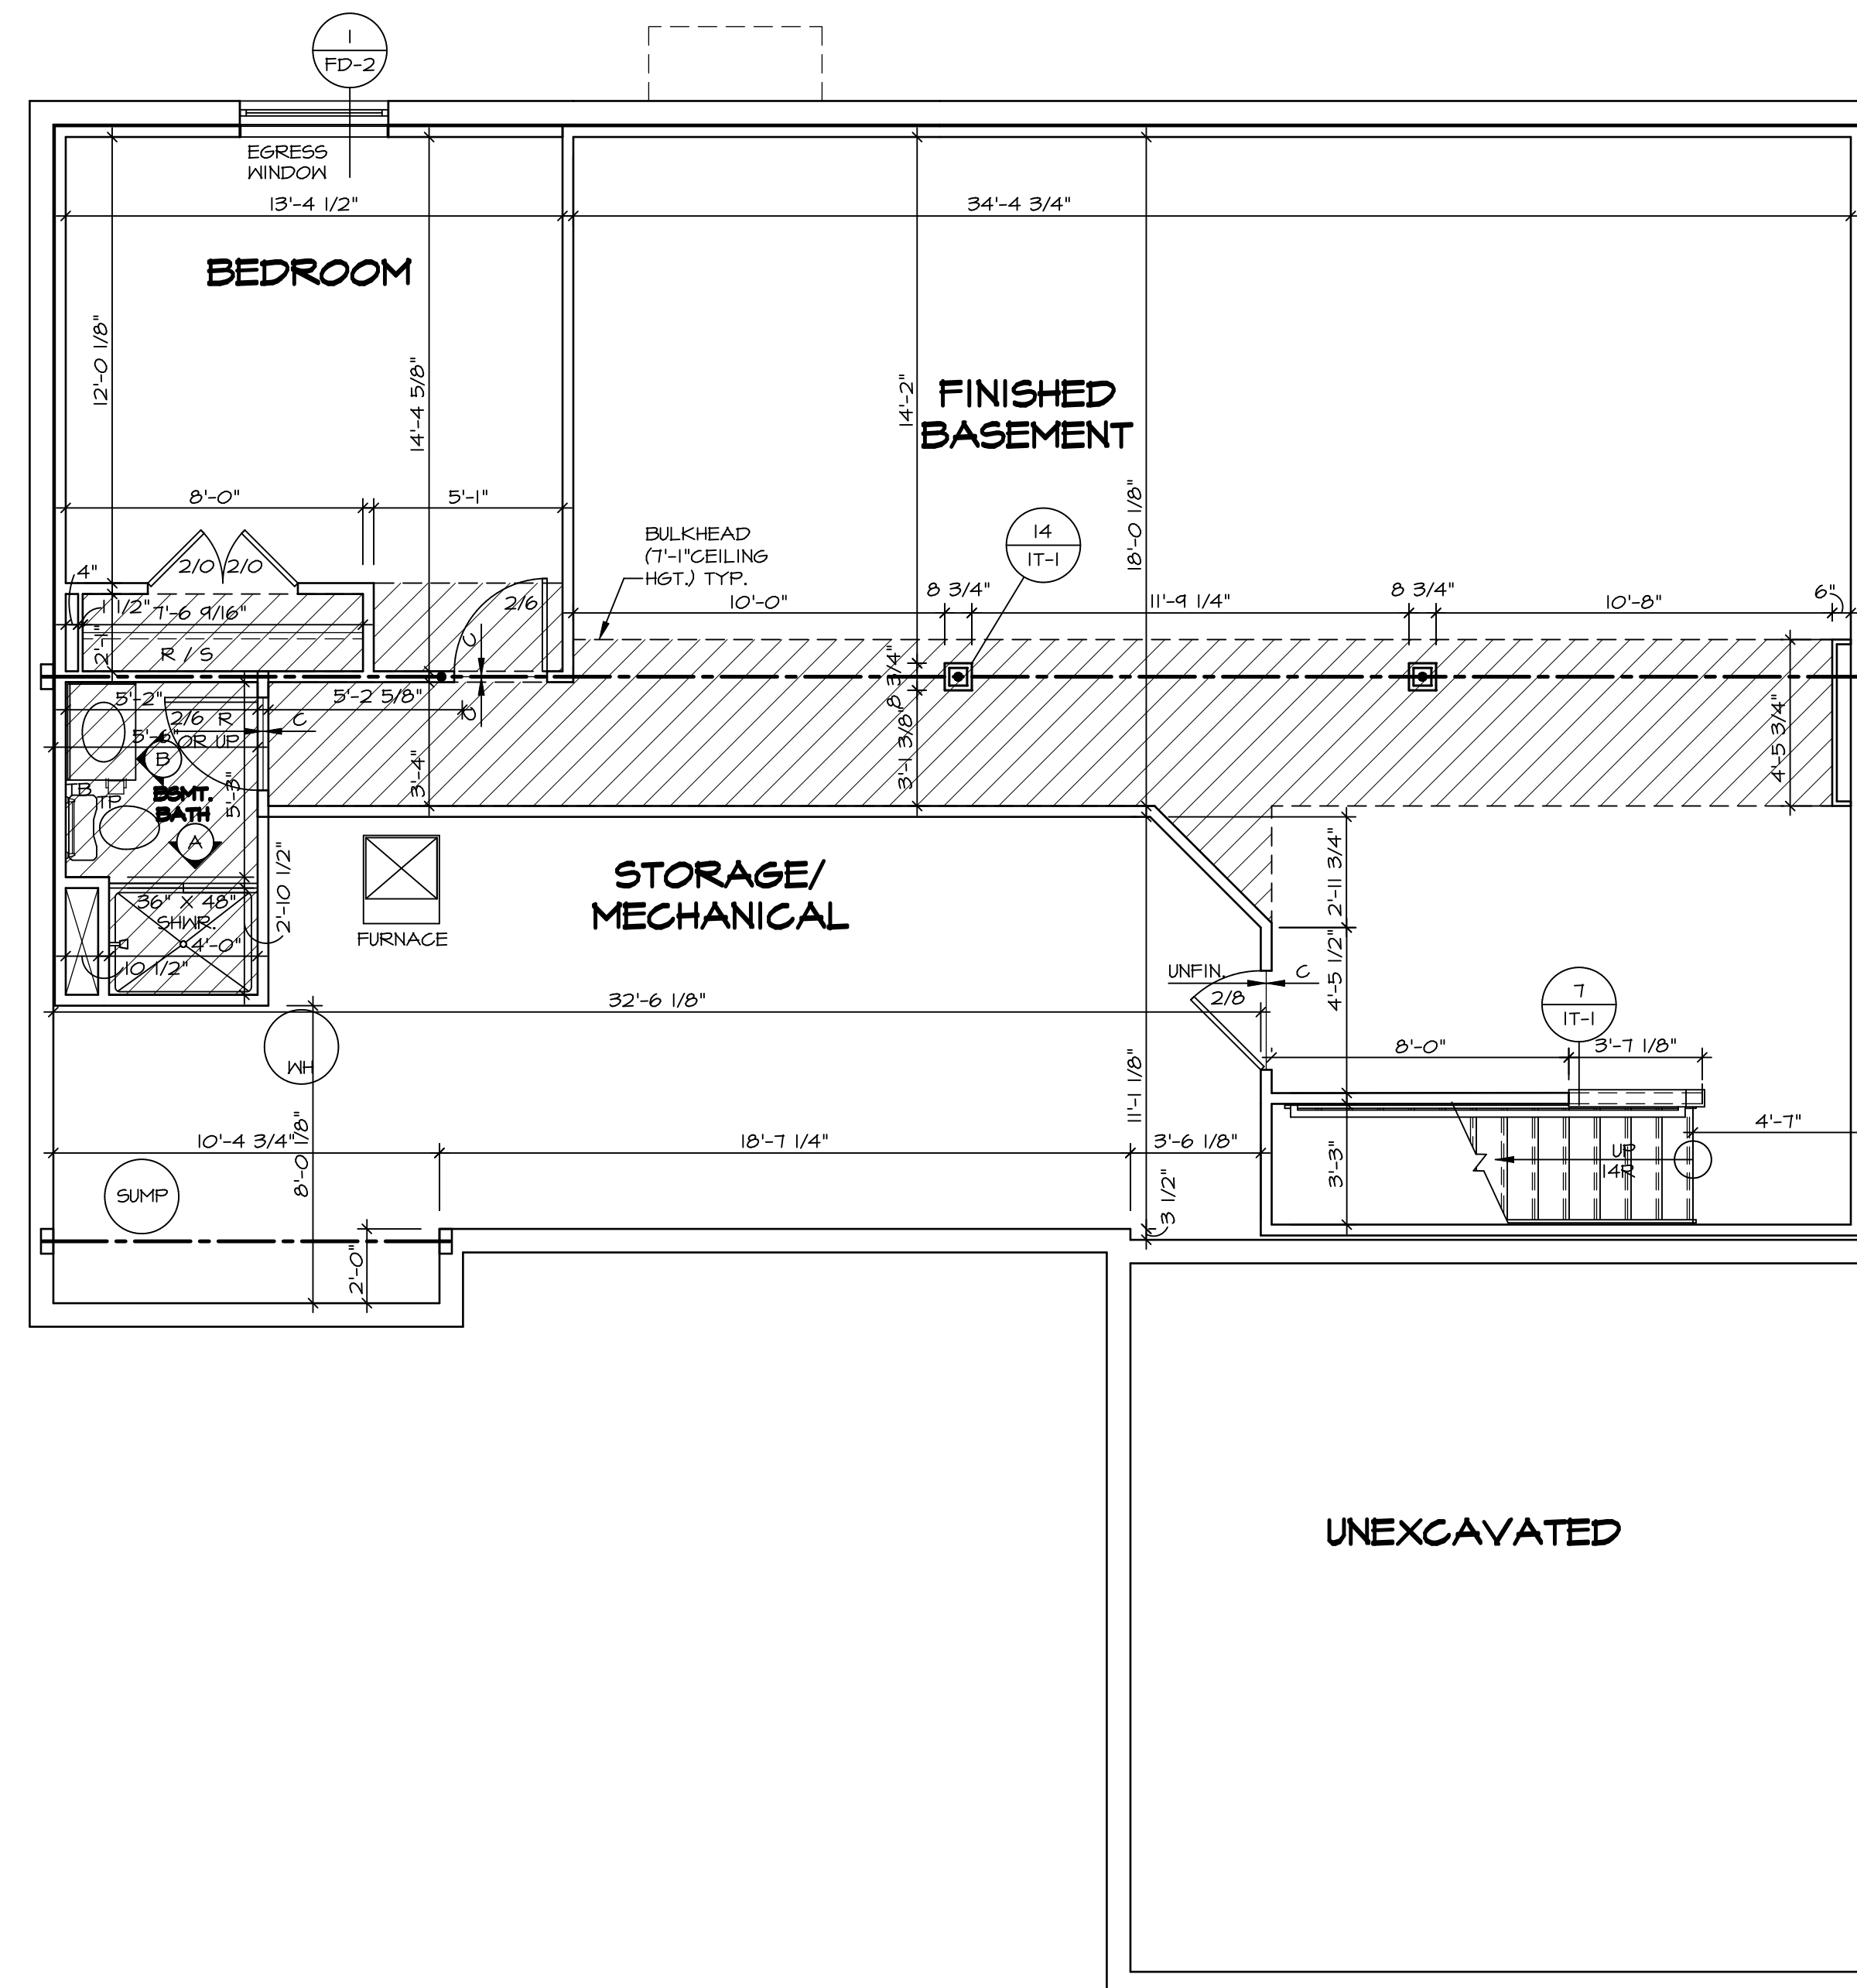 1
FD-2
EGRESS
WINDOW
13'-4 1/2"
34'-4 3/4"
BEDROOM
12'-0 1/8"
14'-4 5/8"
14'-2"
FINISHED
BASEMENT
18'-0 1/8"
8'-0"
5'-1"
BULKHEAD
(7'-1"CEILING
HGT.) TYP.
14
IT-1
2/0 2/0
4"
1 1/2"
7'-6 9/16"
2'-11"
R / S
2/6
C
C
10'-0"
8 3/4"
11'-9 1/4"
8 3/4"
10'-8"
6"
8 3/4"
5'-2"
5'-2 5/8"
2/6 R
C
5'-6"
OR UP
B
3'-4"
3'-1 3/8"
4'-5 3/4"
TB
TP
BSMT.
BATH
5'-3"
A
36" X 48"
SHWR.
4'-0"
10 1/2"
2'-10 1/2"
FURNACE
STORAGE/
MECHANICAL
2'-11 3/4"
4'-5 1/2"
UNFIN.
C
2/8
32'-6 1/8"
7
IT-1
WH
8'-0"
3'-7 1/8"
11'-1 1/8"
10'-4 3/4"
18'-7 1/4"
3'-6 1/8"
4'-7"
8'-0 1/8"
3'-3"
UP
14R
SUMP
3 1/2"
2'-0"
UNEXCAVATED